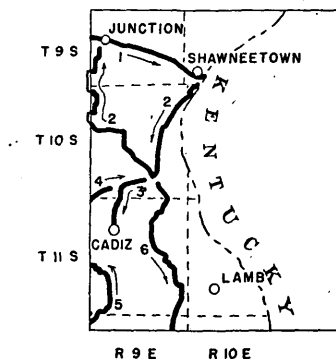 JUNCTION
T 9 S
1
SHAWNEETOWN
KENTUCKY
2
2
T 10 S
4
3
CADIZ
6
T 11 S
LAMB
5
R 9 E
R 10 E